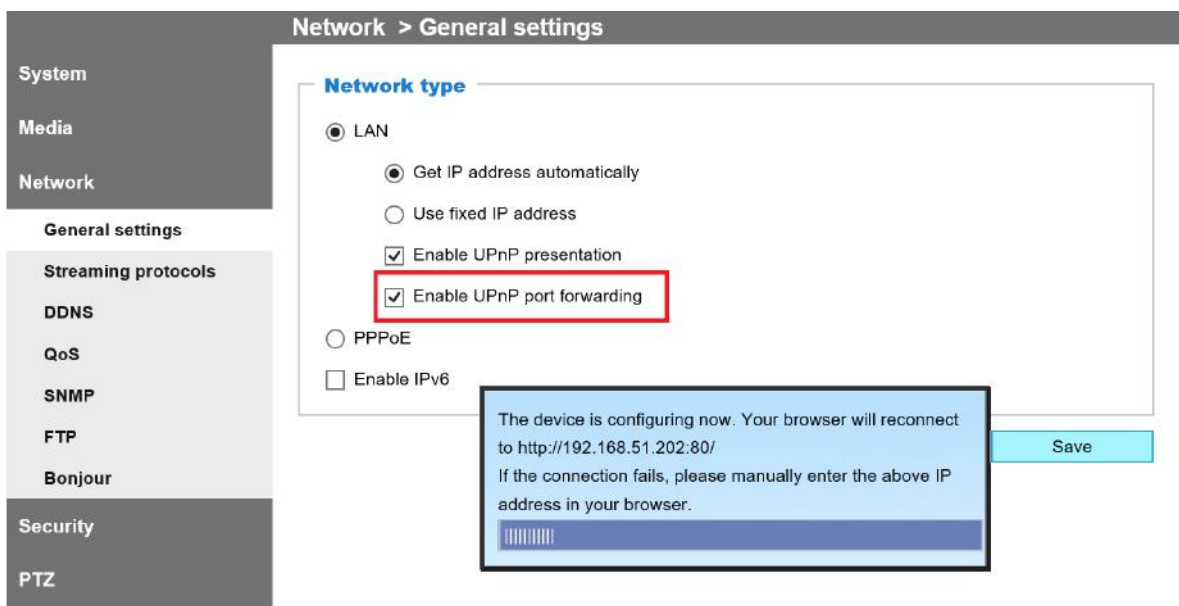 Network > General settings
System
Media
Network
General settings
Streaming protocols
DDNS
QoS
SNMP
FTP
Bonjour
Security
PTZ
Network type
LAN
Get IP address automatically
Use fixed IP address
Enable UPnP presentation
Enable UPnP port forwarding
PPPoE
Enable IPv6
The device is configuring now. Your browser will reconnect
to http://192.168.51.202:80/
If the connection fails, please manually enter the above IP
address in your browser.
Save